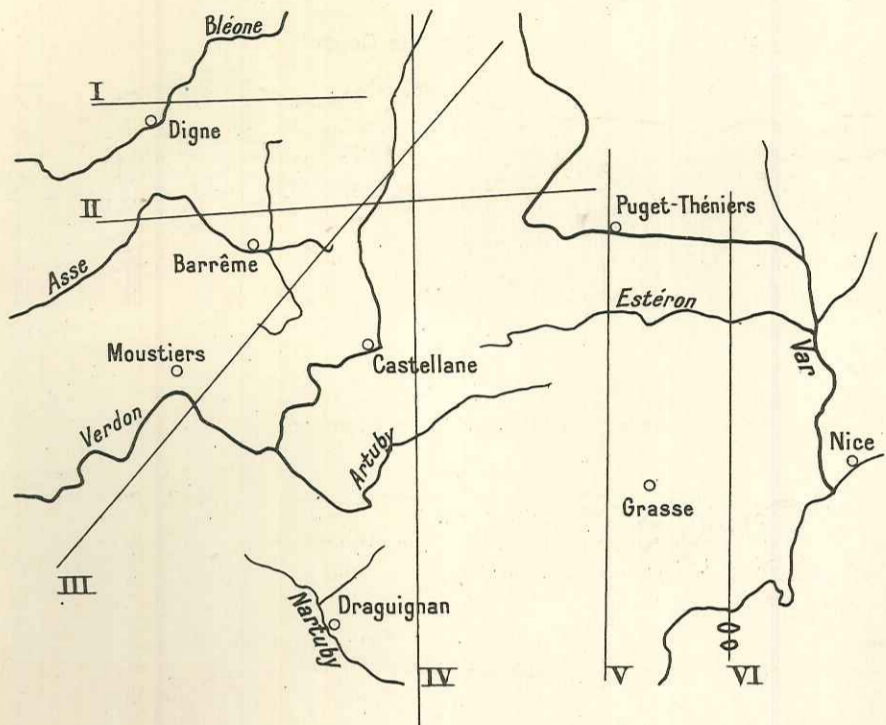 Bléone
I
Digne
II
Puget-Théniers
Barrême
Asse
Estéron
Moustiers
Castellane
Var
Verdon
Nice
Artuby
Grasse
III
Draguignan
Nartuby
IV
V
VI